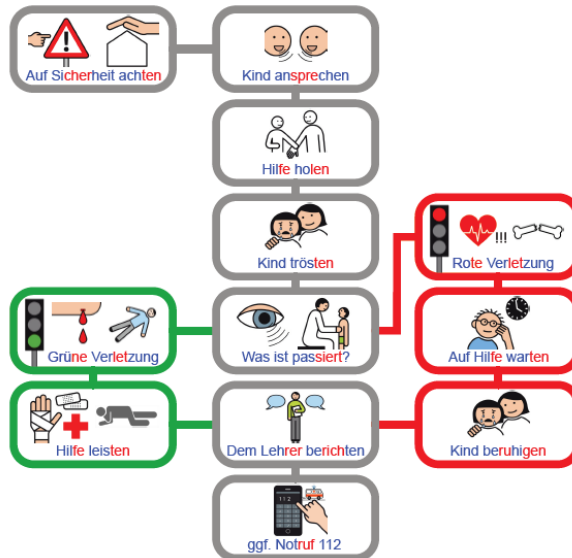 Auf Sicherheit achten
Kind ansprechen
Hilfe holen
Kind trösten
!!!
Rote Verletzung
Grüne Verletzung
Was ist passiert?
Auf Hilfe warten
Hilfe leisten
Dem Lehrer berichten
Kind beruhigen
112
ggf. Notruf 112